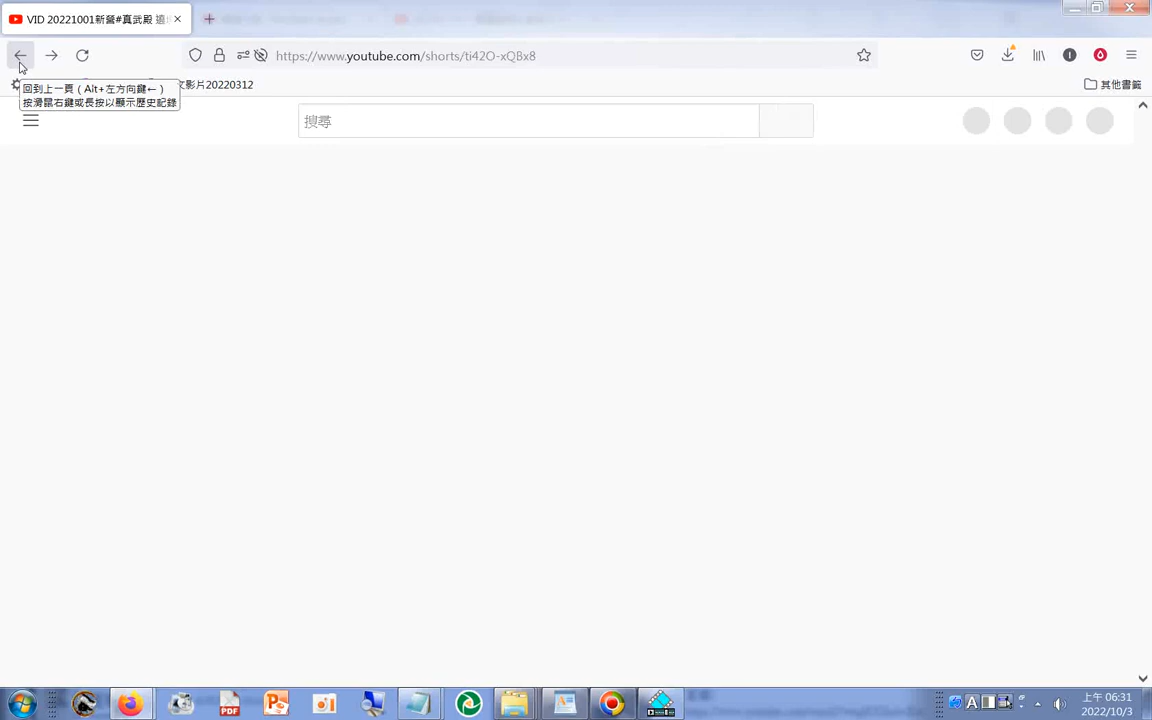 VID 20221001新營#真武殿 遶
https://www.youtube.com/shorts/ti42O-xQBx8
回到上一頁（Alt+左方向鍵←）
按滑鼠右鍵或長按以顯示歷史記錄
影片20220312
其他書籤
搜尋
PDF
A
上午 06:31
2022/10/3